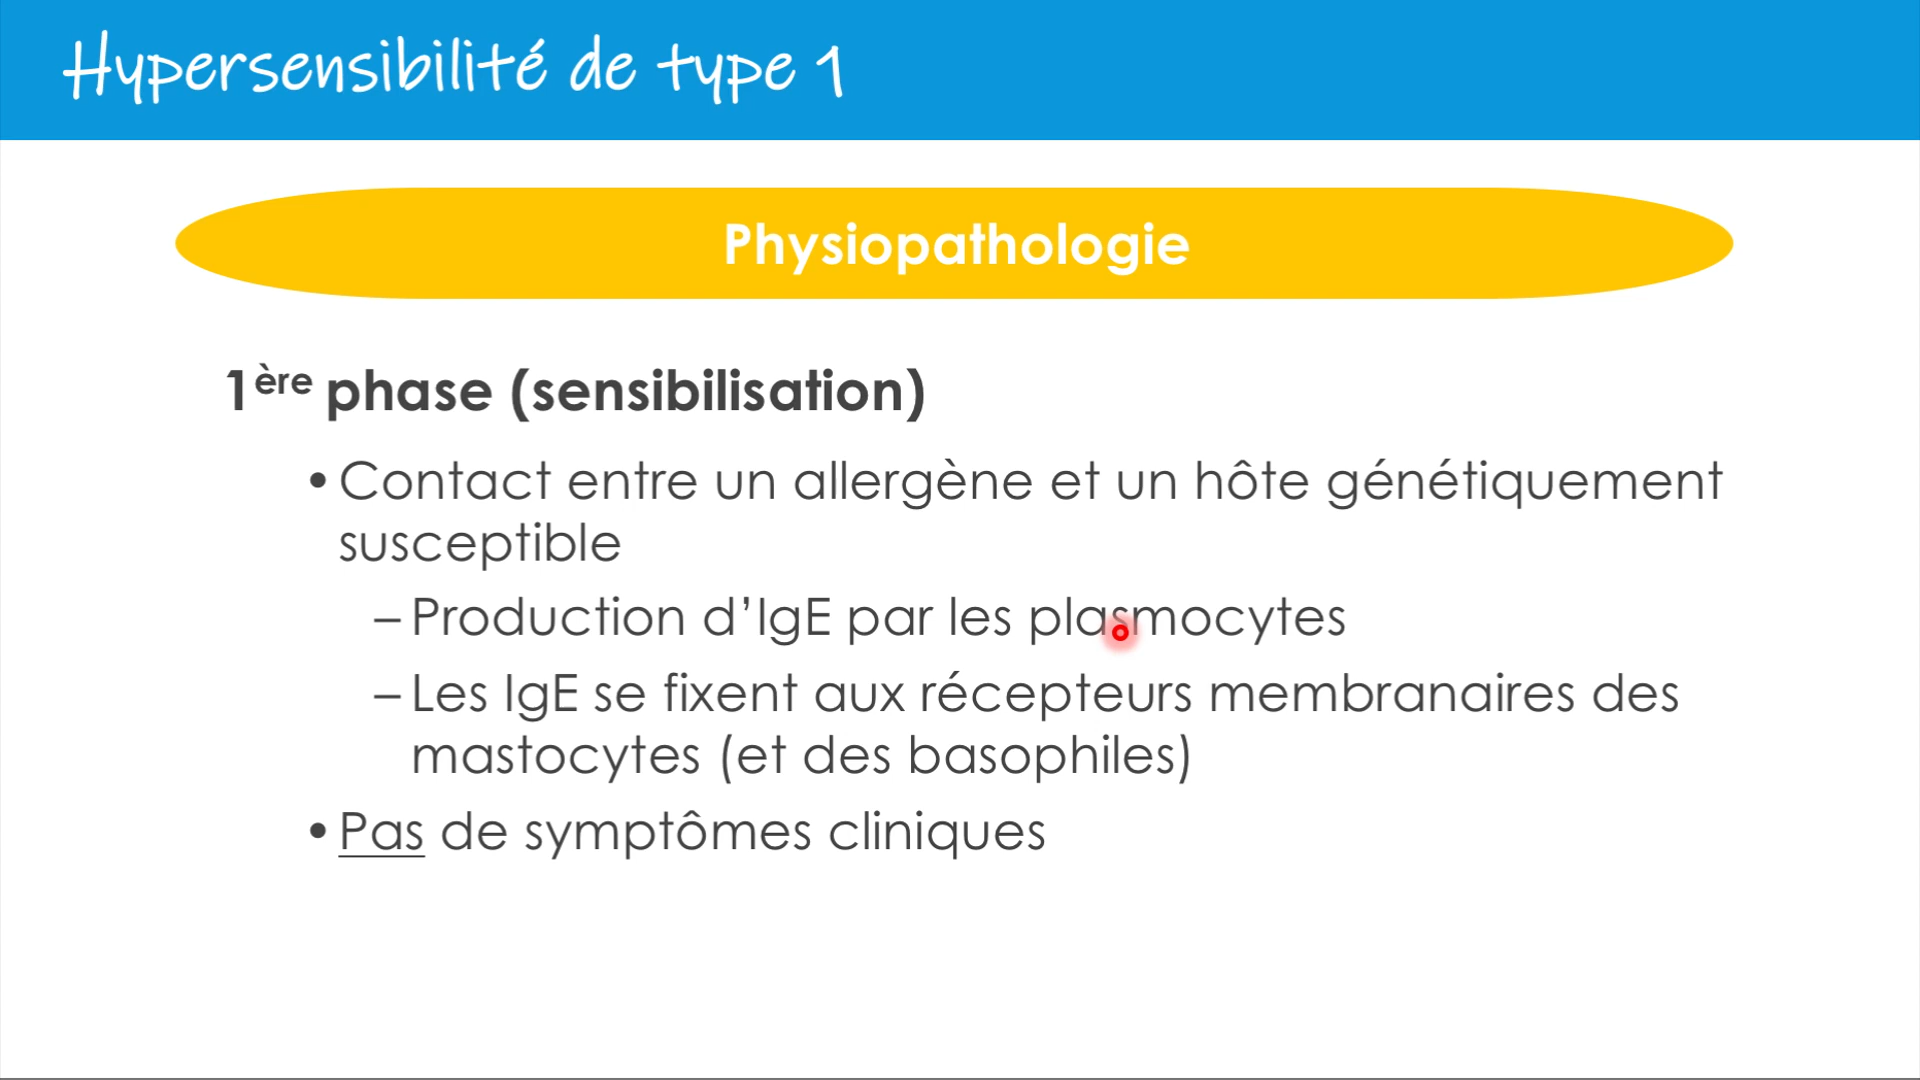 Hypersensibilité de type 1
Physiopathologie
1ère phase (sensibilisation)
• Contact entre un allergène et un hôte génétiquement
susceptible
– Production d’IgE par les plasmocytes
– Les IgE se fixent aux récepteurs membranaires des
mastocytes (et des basophiles)
• Pas de symptômes cliniques